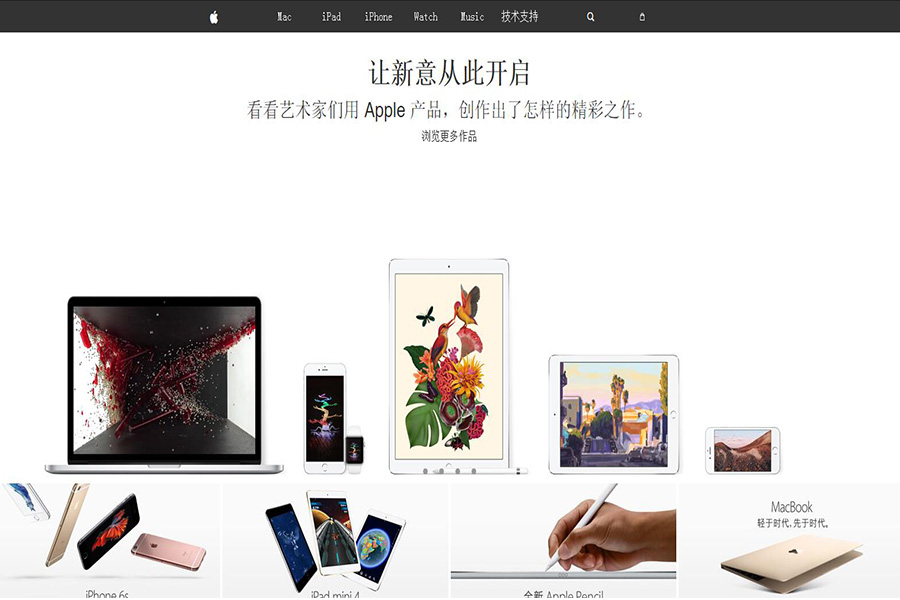 Mac iPad iPhone Watch Music 技术支持
让新意从此开启
看看艺术家们用 Apple 产品，创作出了怎样的精彩之作。
浏览更多作品
iPhone 6s
iPad mini 4
全新 Apple Pencil
MacBook
轻于时代，先于时代。